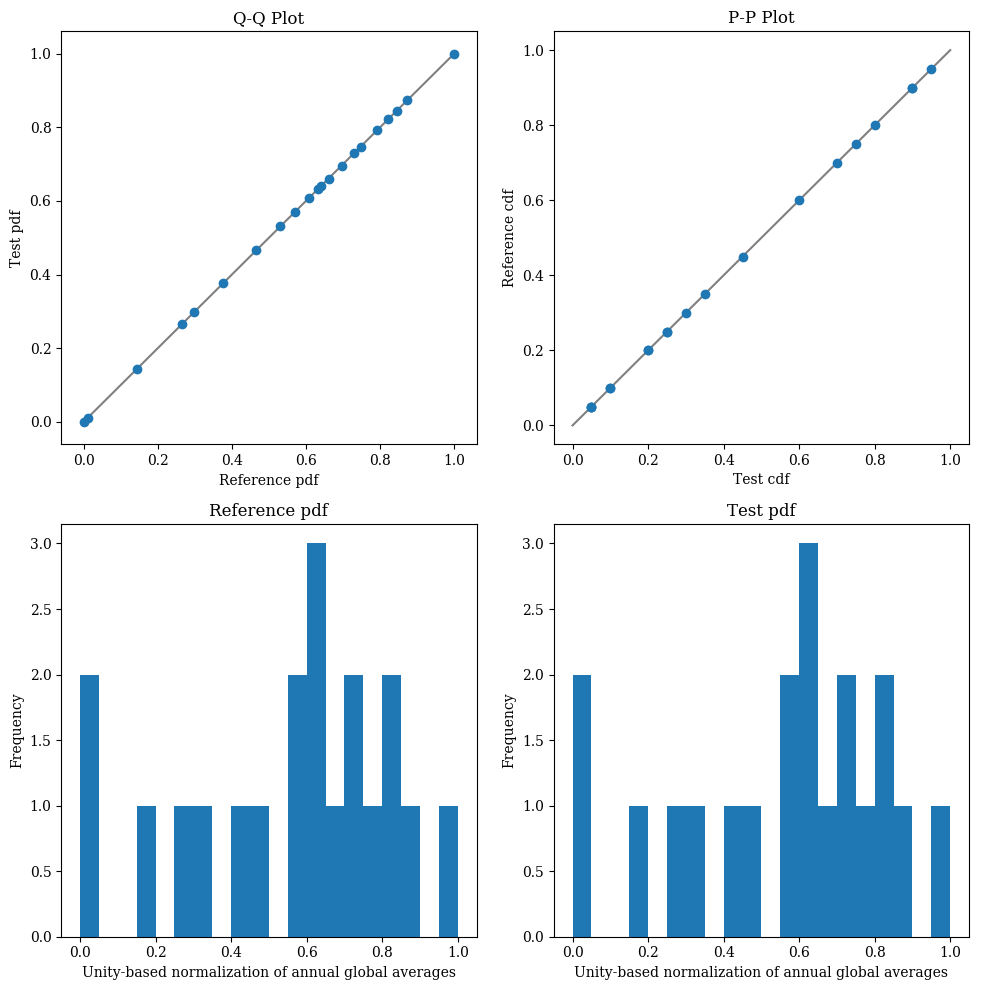 Q-Q Plot
1.0
0.8
0.6
0.4
0.2
0.0
Test pdf
0.0 0.2 0.4 0.6 0.8 1.0
Reference pdf
P-P Plot
1.0
0.8
0.6
0.4
0.2
0.0
Reference cdf
0.0 0.2 0.4 0.6 0.8 1.0
Test cdf
Reference pdf
3.0
2.5
2.0
1.5
1.0
0.5
0.0
Frequency
0.0 0.2 0.4 0.6 0.8 1.0
Unity-based normalization of annual global averages
Test pdf
3.0
2.5
2.0
1.5
1.0
0.5
0.0
Frequency
0.0 0.2 0.4 0.6 0.8 1.0
Unity-based normalization of annual global averages